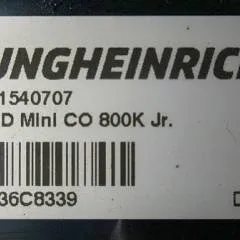 UNGHEINRICH
1540707
D MInI CO 800K Jr.
36C8339
D